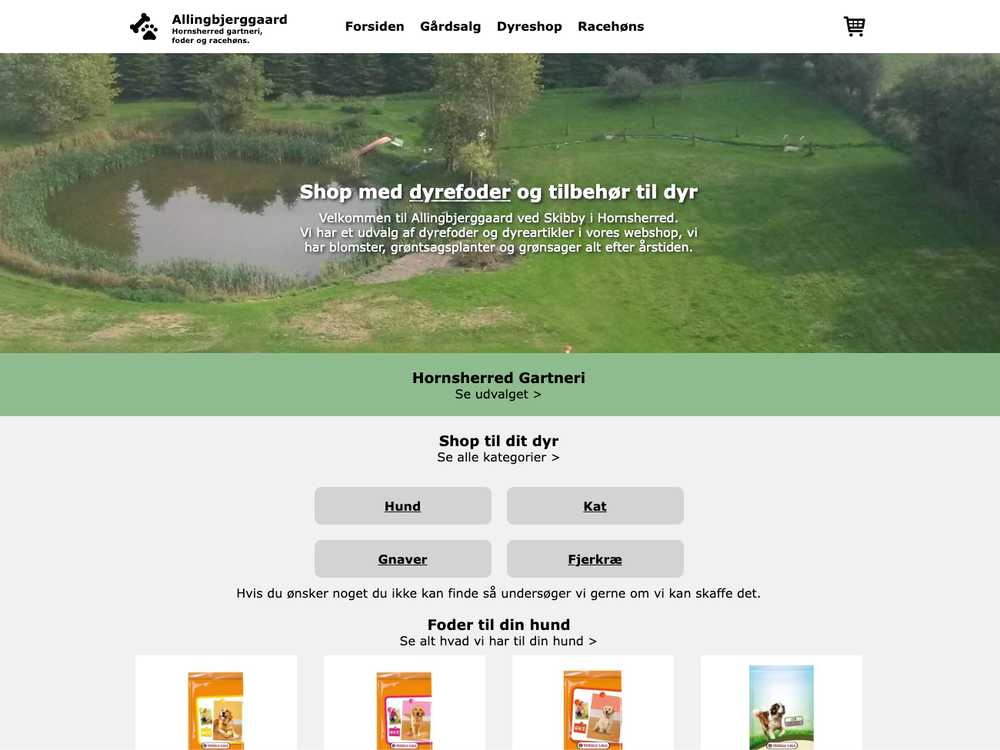 Allingbjerggaard
Hornsherred gartneri,
foder og racehøns.
Forsiden Gårdsalg Dyreshop Racehøns
Shop med dyrefoder og tilbehør til dyr
Velkommen til Allingbjerggaard ved Skibby i Hornsherred.
Vi har et udvalg af dyrefoder og dyreartikler i vores webshop, vi
har blomster, grøntsagsplanter og grønsager alt efter årstiden.
Hornsherred Gartneri
Se udvalget >
Shop til dit dyr
Se alle kategorier >
Hund Kat
Gnaver Fjerkræ
Hvis du ønsker noget du ikke kan finde så undersøger vi gerne om vi kan skaffe det.
Foder til din hund
Se alt hvad vi har til din hund >